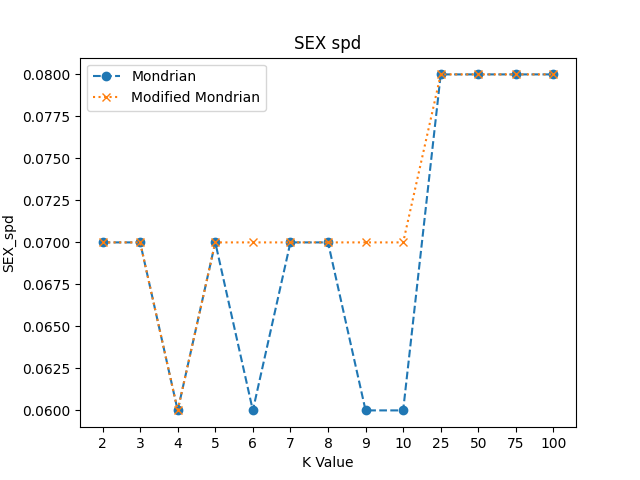 SEX spd
Mondrian
Modified Mondrian
0.0800
0.0775
0.0750
0.0725
0.0700
0.0675
0.0650
0.0625
0.0600
SEX_spd
2 3 4 5 6 7 8 9 10 25 50 75 100
K Value